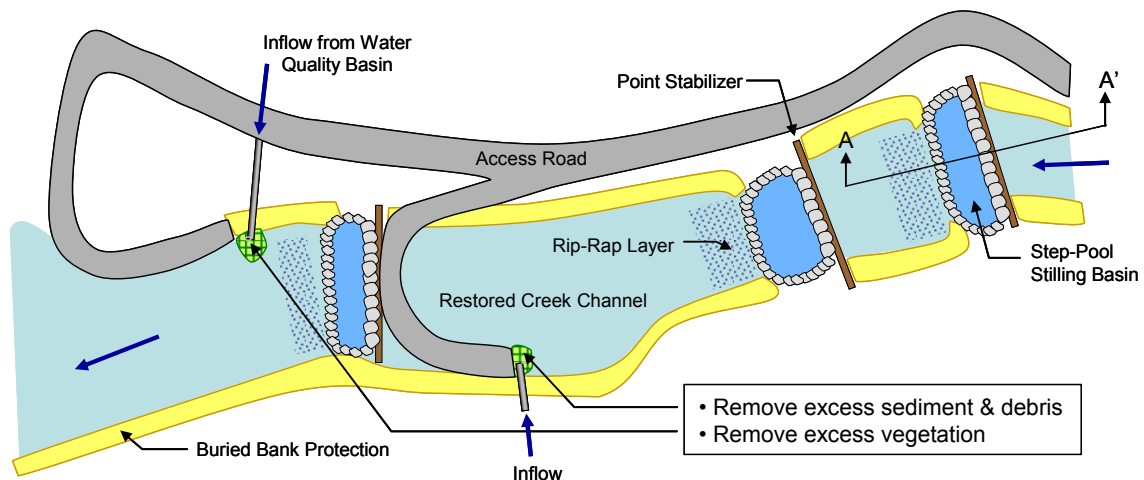 Inflow from Water
Quality Basin
Point Stabilizer
A'
A
Access Road
Rip-Rap Layer
Step-Pool
Stilling Basin
Restored Creek Channel
• Remove excess sediment & debris
• Remove excess vegetation
Buried Bank Protection
Inflow